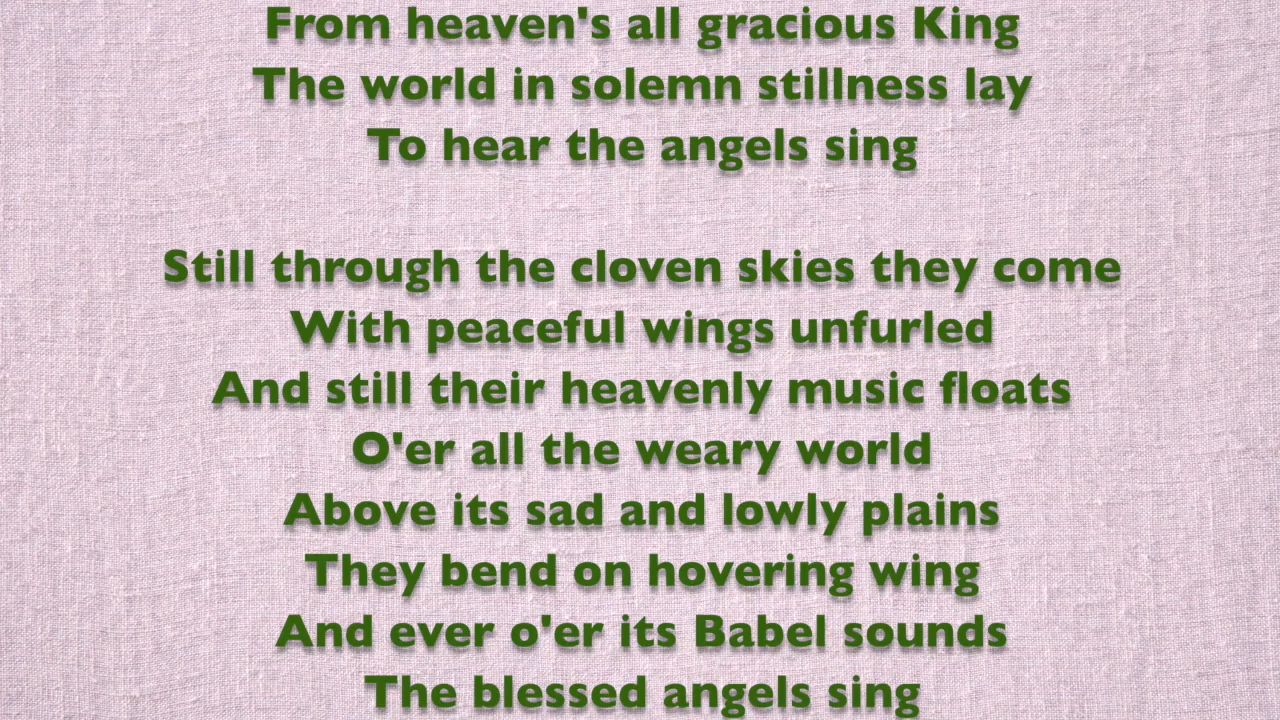 From heaven's all gracious King
The world in solemn stillness lay
To hear the angels sing
Still through the cloven skies they come
With peaceful wings unfurled
And still their heavenly music floats
O'er all the weary world
Above its sad and lowly plains
They bend on hovering wing
And ever o'er its Babel sounds
The blessed angels sing